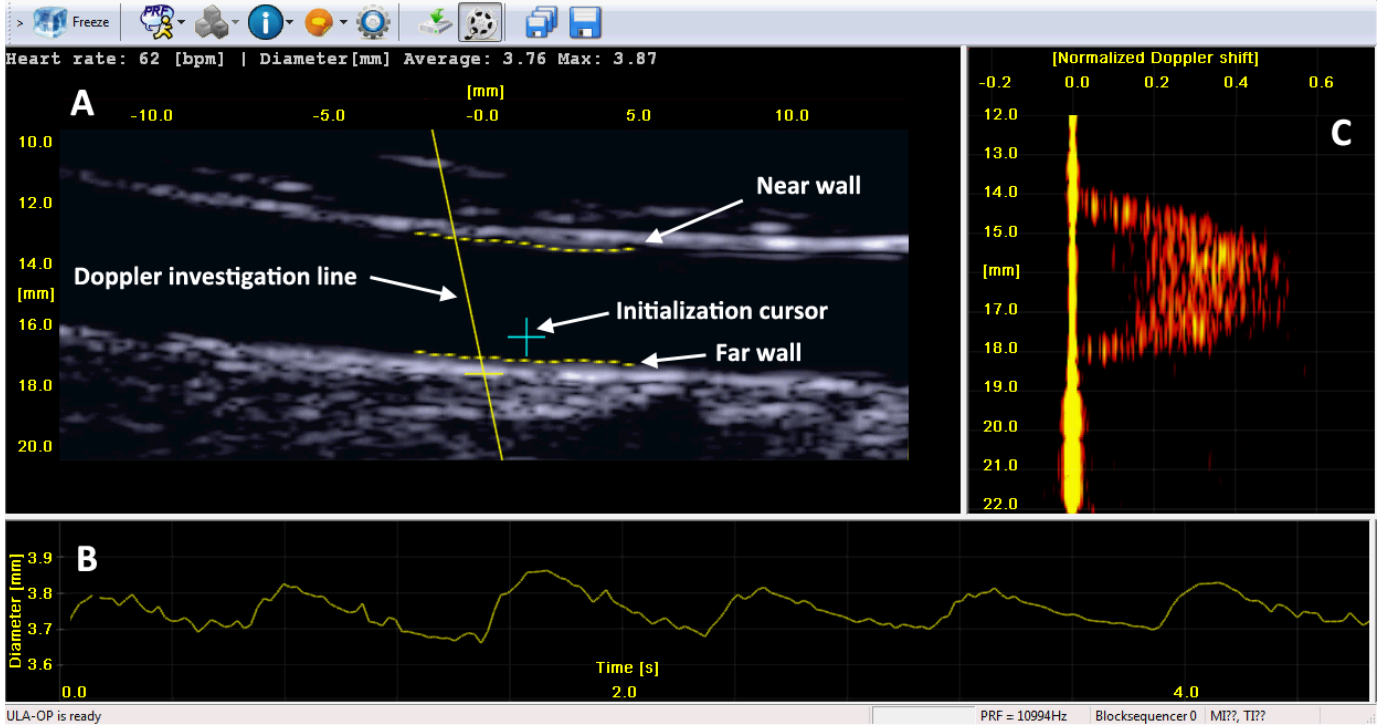 > Freeze PRF
Heart rate: 62 [bpm] | Diameter[mm] Average: 3.76 Max: 3.87
A
[mm]
-10.0 -5.0 -0.0 5.0 10.0
10.0
12.0
14.0
[mm]
16.0
18.0
20.0
Near wall
Doppler investigation line
Initialization cursor
Far wall
[Normalized Doppler shift]
-0.2 0.0 0.2 0.4 0.6
C
12.0
13.0
14.0
15.0
[mm]
17.0
18.0
19.0
20.0
21.0
22.0
B
Diameter [mm]
3.9
3.8
3.7
3.6
Time [s]
0.0 2.0 4.0
ULA-OP is ready PRF = 10994Hz Blocksequencer 0 MI??, TI??